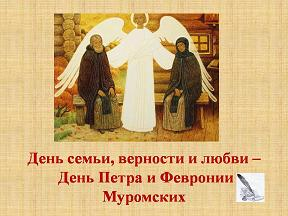 День семьи, верности и любви –
День Петра и Февронии
Муромских